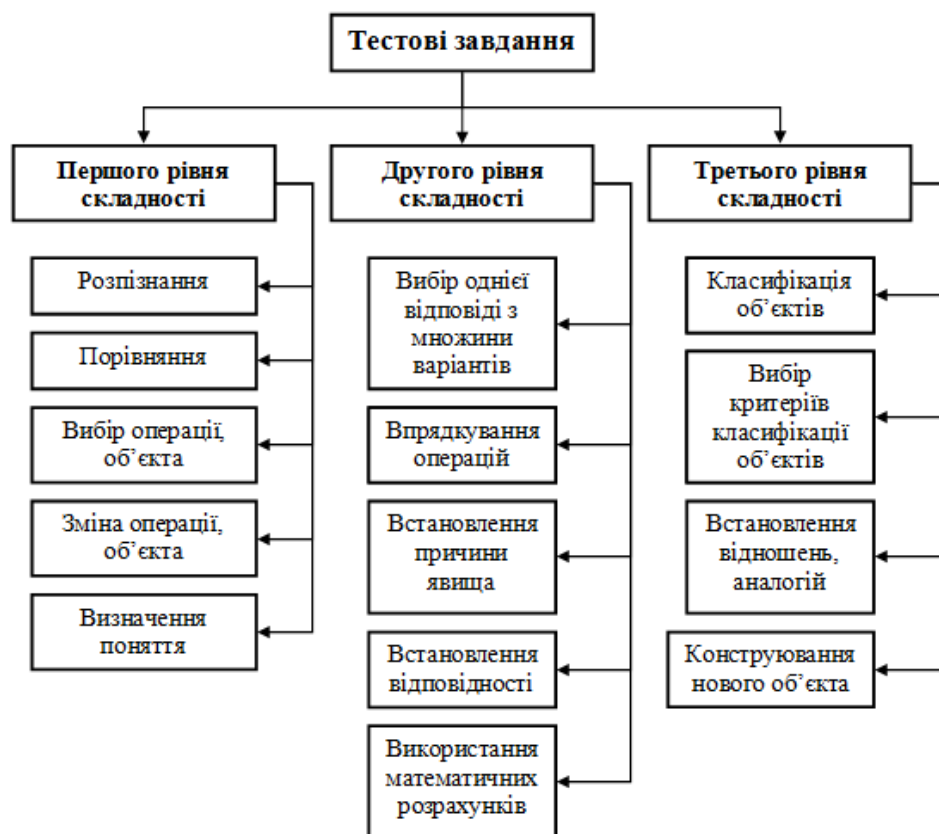 Тестові завдання
Першого рівня
складності
Розпізнання
Порівняння
Вибір операції,
об’єкта
Зміна операції,
об’єкта
Визначення
поняття
Другого рівня
складності
Вибір однієї
відповіді з
множини
варіантів
Впрядкування
операцій
Встановлення
причини
явища
Встановлення
відповідності
Використання
математичних
розрахунків
Третього рівня
складності
Класифікація
об’єктів
Вибір
критеріїв
класифікації
об’єктів
Встановлення
відношень,
аналогій
Конструювання
нового об’єкта